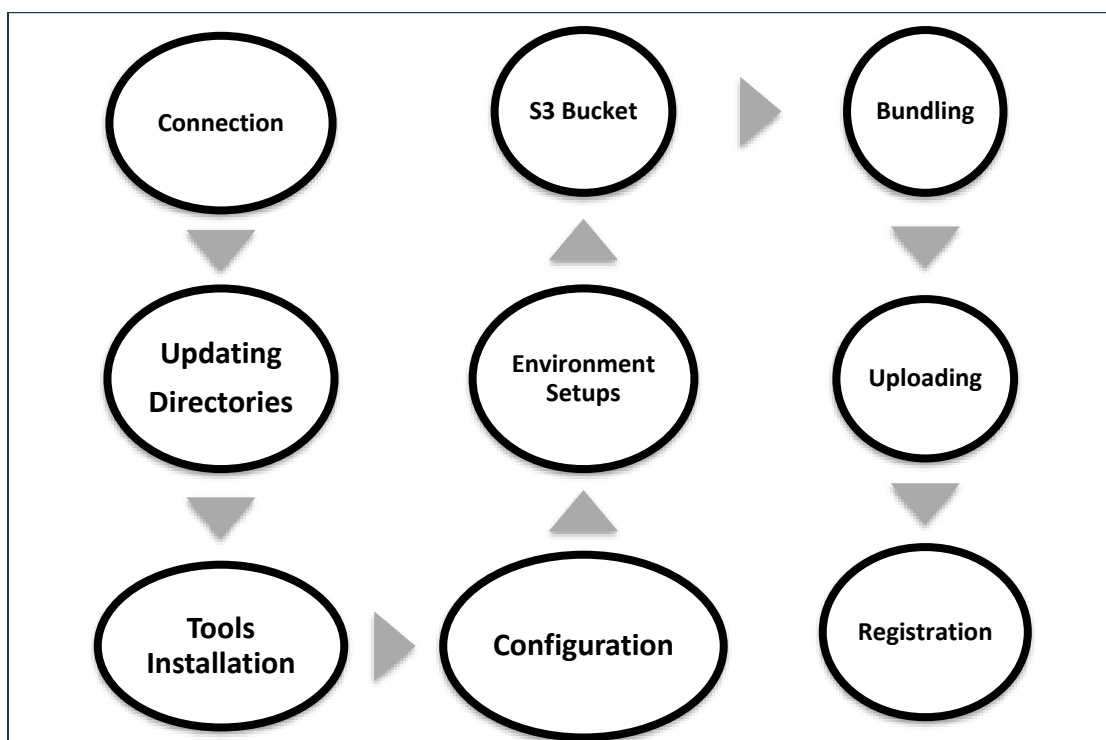 Connection
Updating
Directories
Tools
Installation
Configuration
Environment
Setups
S3 Bucket
Bundling
Uploading
Registration